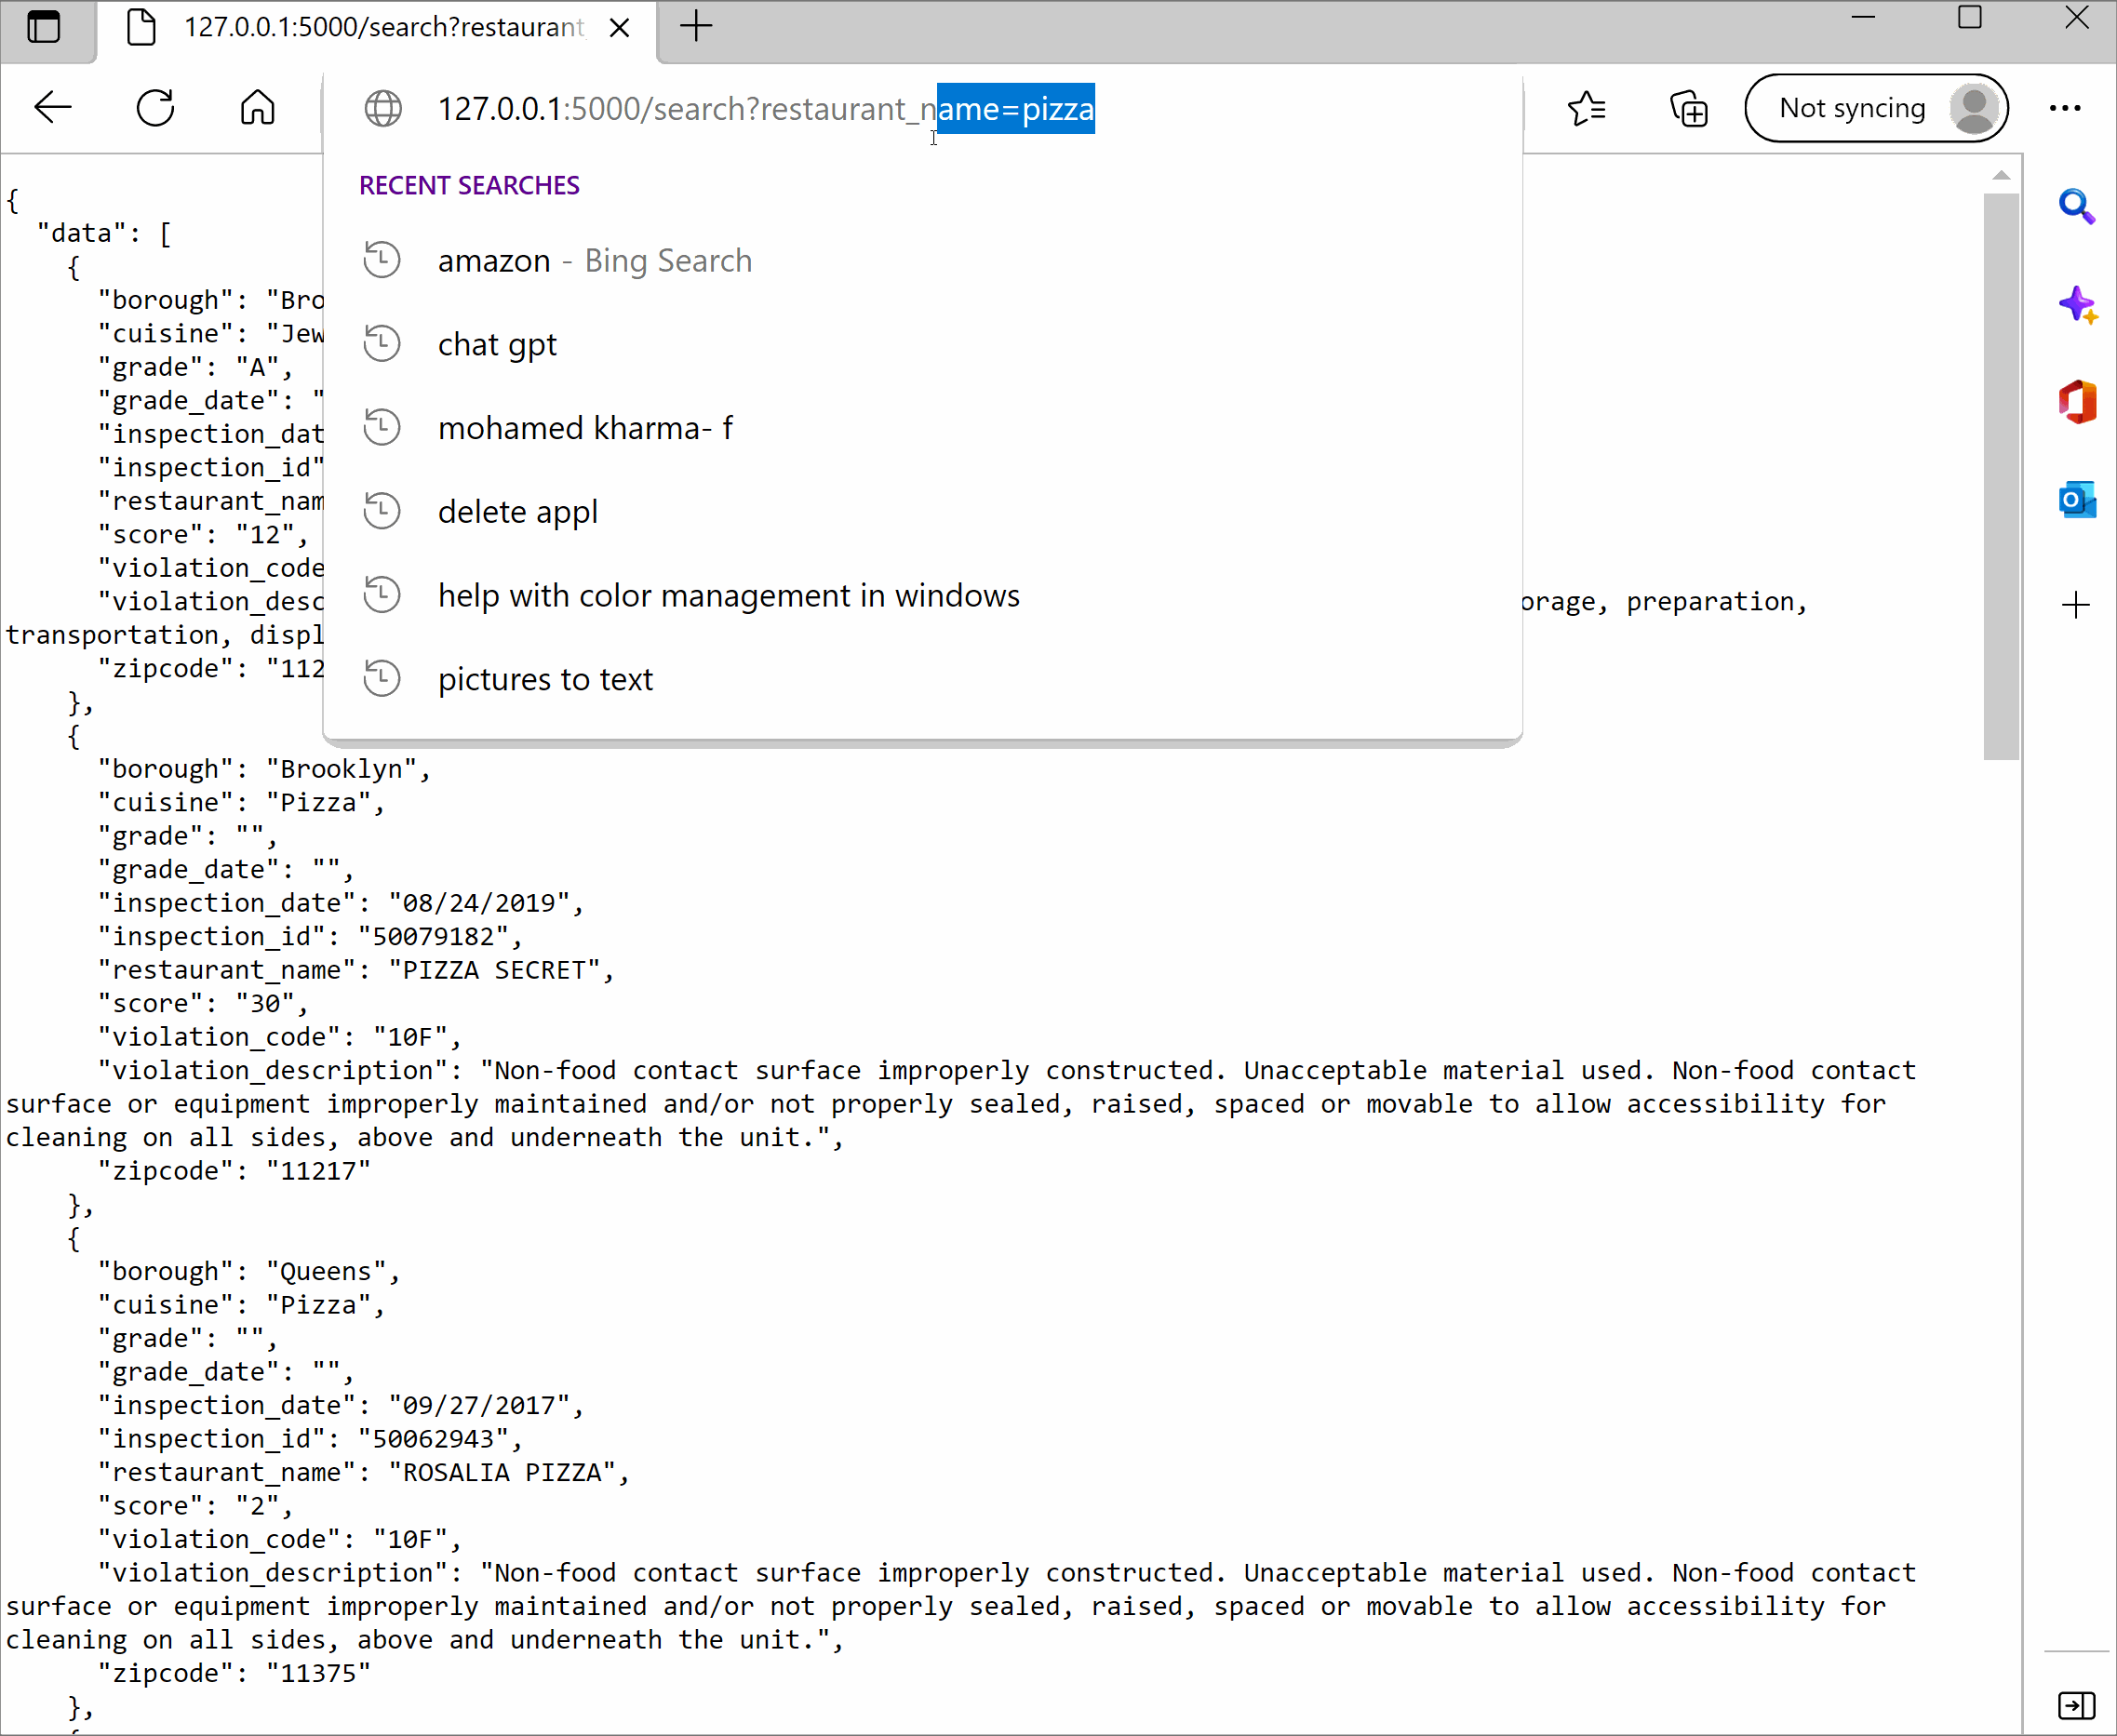 127.0.0.1:5000/search?restaurant
Not syncing
127.0.0.1:5000/search?restaurant_name=pizza
RECENT SEARCHES
amazon - Bing Search
chat gpt
mohamed kharma- f
delete appl
help with color management in windows
pictures to text
{
"data": [
{
"borough": "Bro
"cuisine": "Jew
"grade": "A",
"grade_date": "
"inspection_dat
"inspection_id"
"restaurant_nam
"score": "12",
"violation_code
"violation_desc orage, preparation,
transportation, displ
"zipcode": "112
},
{
"borough": "Brooklyn",
"cuisine": "Pizza",
"grade": "",
"grade_date": "",
"inspection_date": "08/24/2019",
"inspection_id": "50079182",
"restaurant_name": "PIZZA SECRET",
"score": "30",
"violation_code": "10F",
"violation_description": "Non-food contact surface improperly constructed. Unacceptable material used. Non-food contact
surface or equipment improperly maintained and/or not properly sealed, raised, spaced or movable to allow accessibility for
cleaning on all sides, above and underneath the unit.",
"zipcode": "11217"
},
{
"borough": "Queens",
"cuisine": "Pizza",
"grade": "",
"grade_date": "",
"inspection_date": "09/27/2017",
"inspection_id": "50062943",
"restaurant_name": "ROSALIA PIZZA",
"score": "2",
"violation_code": "10F",
"violation_description": "Non-food contact surface improperly constructed. Unacceptable material used. Non-food contact
surface or equipment improperly maintained and/or not properly sealed, raised, spaced or movable to allow accessibility for
cleaning on all sides, above and underneath the unit.",
"zipcode": "11375"
},